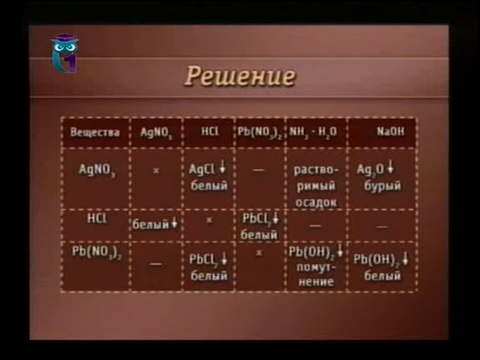 Решение
Вещества AgNO₃ HCl Pb(NO₃)₂ NH₃ · H₂O NaOH
AgNO₃ × AgCl↓ белый — раство-римый осадок Ag₂O↓ бурый
HCl белый↓ × PbCl₂↓ белый — —
Pb(NO₃)₂ — PbCl₂↓ белый × Pb(OH)₂↓ помут-нение Pb(OH)₂↓ белый